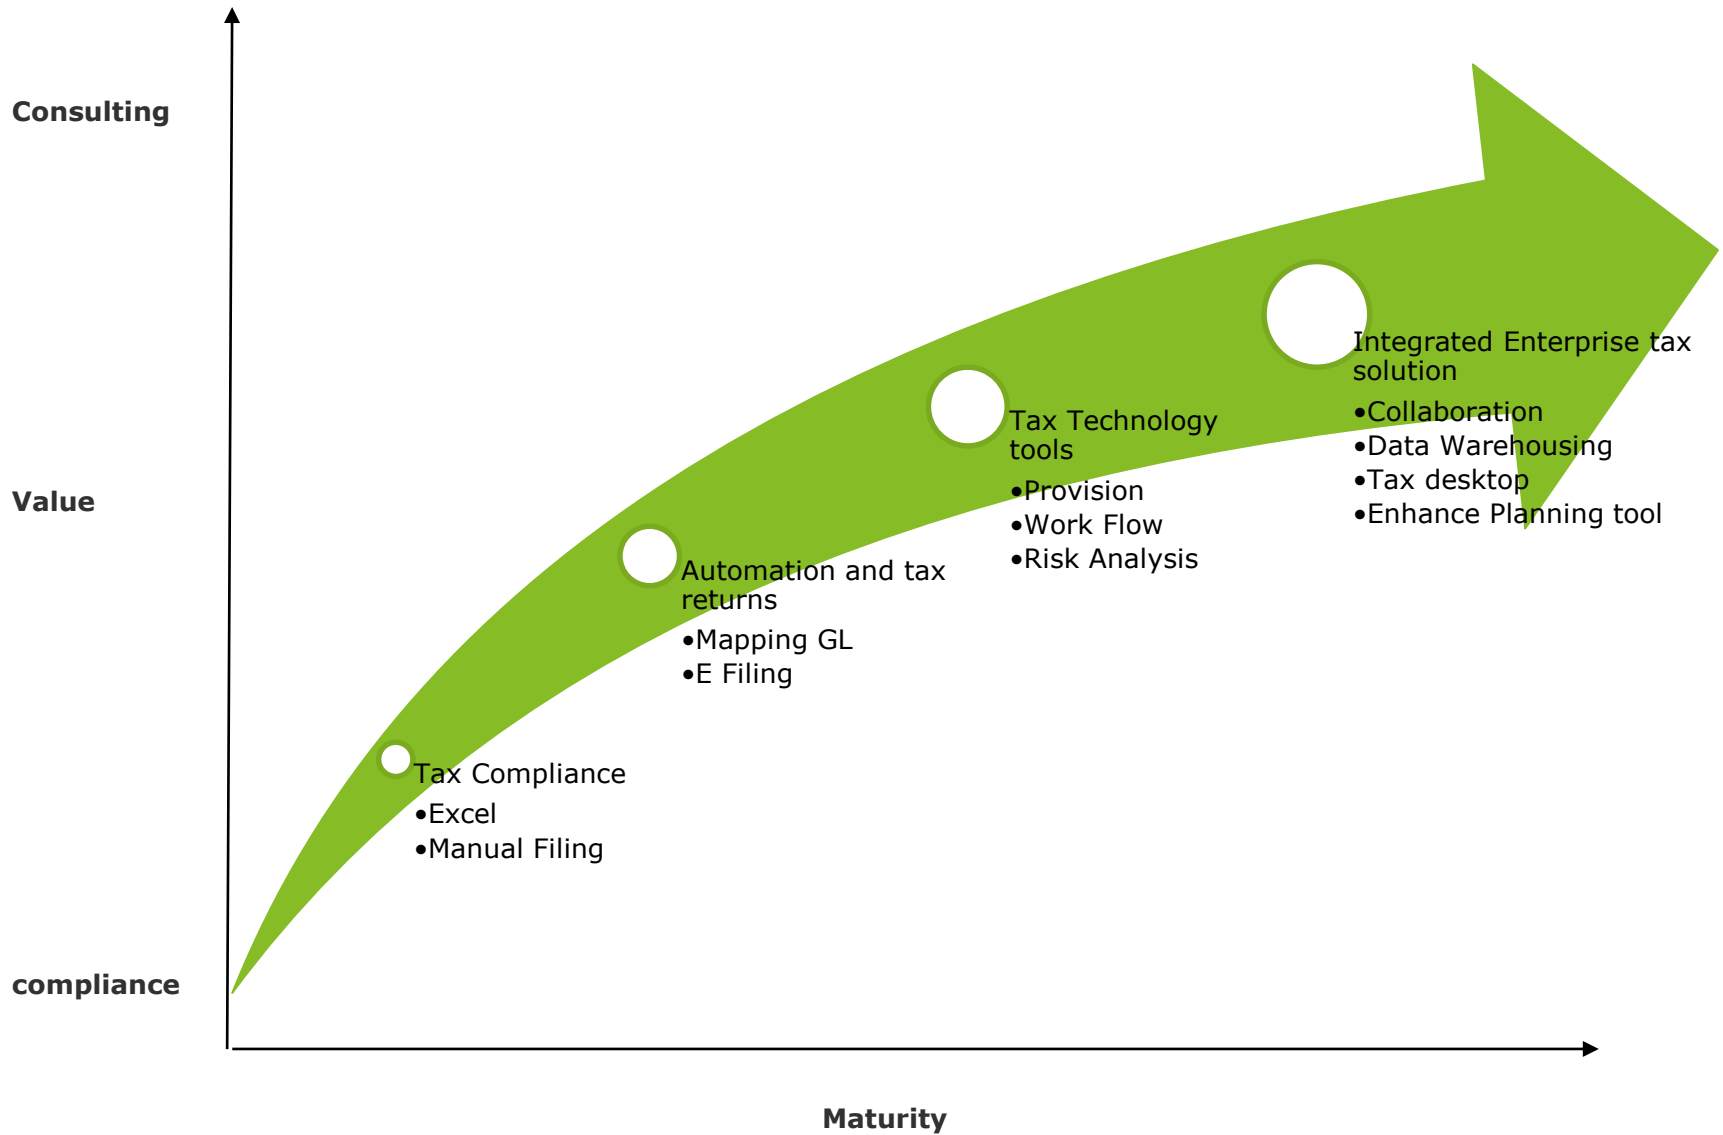 Consulting
Value
compliance
Integrated Enterprise tax
solution
•Collaboration
•Data Warehousing
•Tax desktop
•Enhance Planning tool
Tax Technology
tools
•Provision
•Work Flow
•Risk Analysis
Automation and tax
returns
•Mapping GL
•E Filing
Tax Compliance
•Excel
•Manual Filing
Maturity